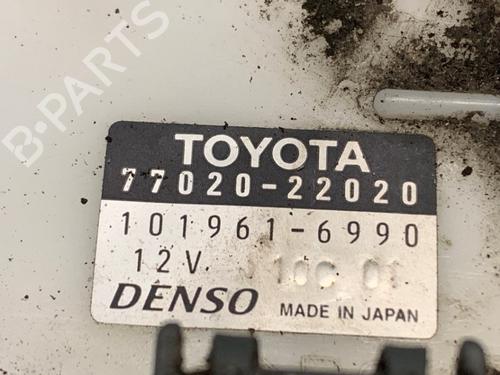 B-PARTS
TOYOTA
77020-22020
101961-6990
12V.
DENSO MADE IN JAPAN